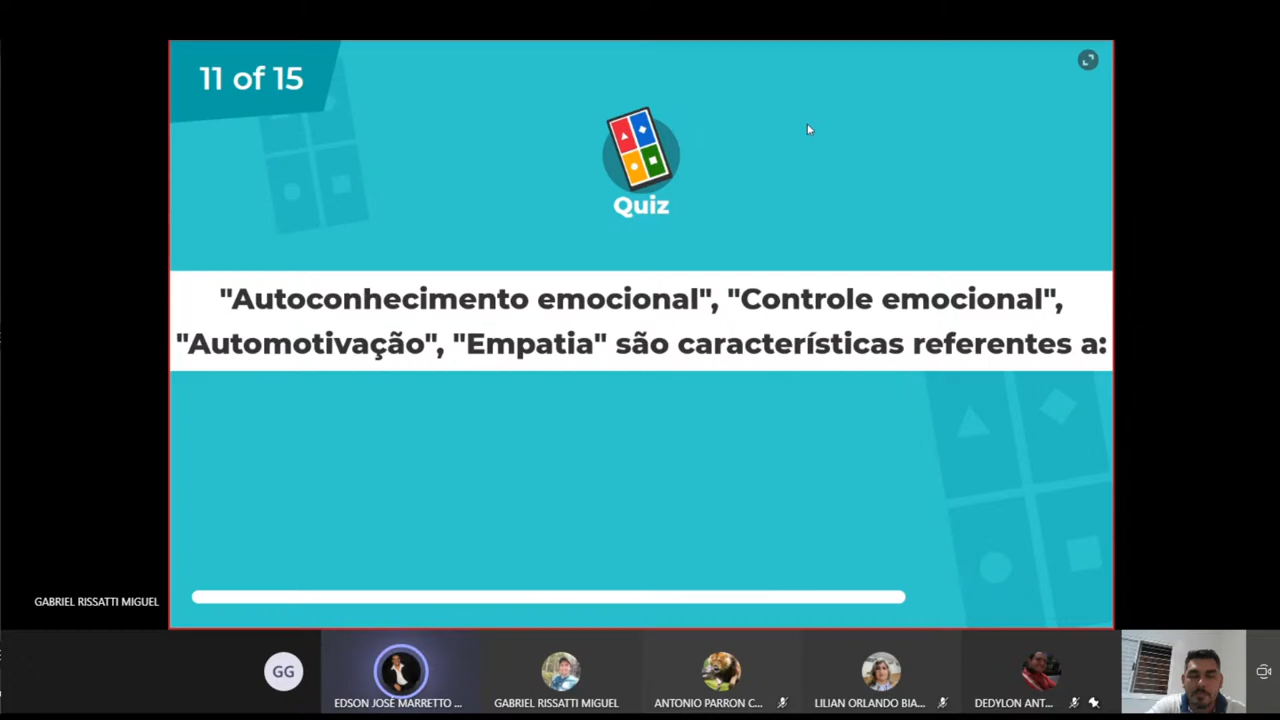 11 of 15
Quiz
"Autoconhecimento emocional", "Controle emocional",
"Automotivação", "Empatia" são características referentes a:
GABRIEL RISSATTI MIGUEL
GG
EDSON JOSÉ MARRETTO ...
GABRIEL RISSATTI MIGUEL
ANTONIO PARRON C...
LILIAN ORLANDO BIA...
DEDYLON ANT...